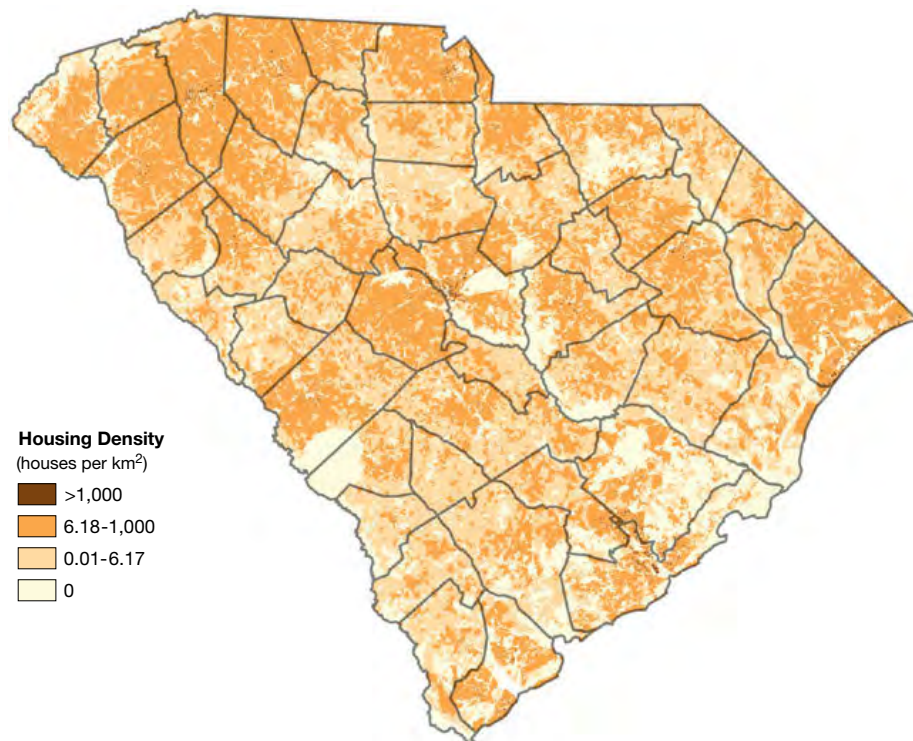 Housing Density
(houses per km²)
>1,000
6.18-1,000
0.01-6.17
0